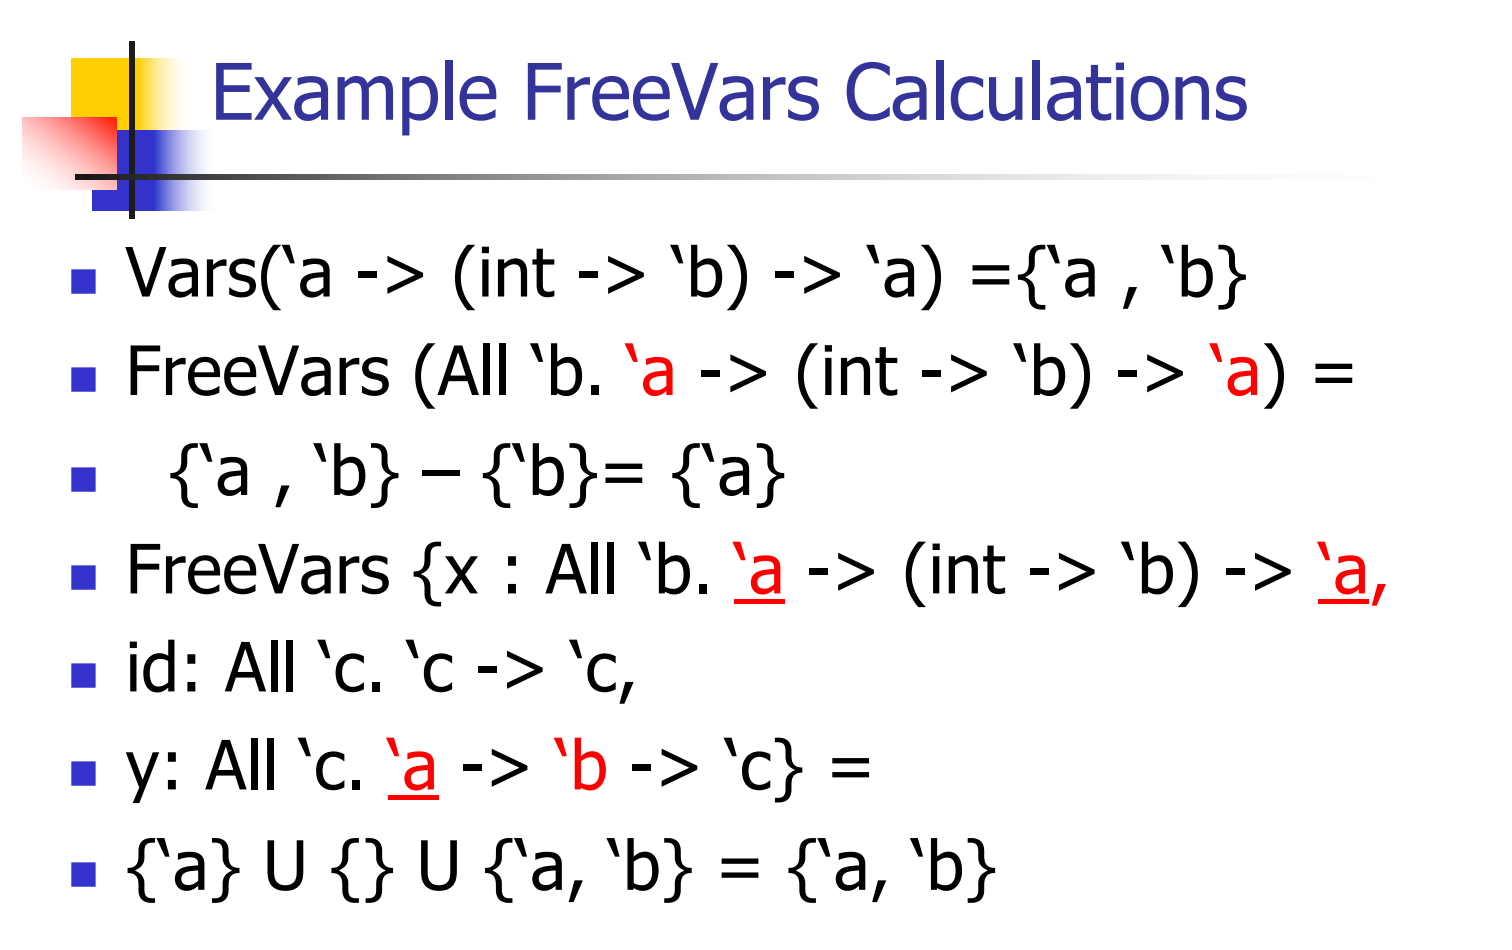 Example FreeVars Calculations
Vars(‘a -> (int -> ‘b) -> ‘a) ={‘a , ‘b}
FreeVars (All ‘b. ‘a -> (int -> ‘b) -> ‘a) =
{‘a , ‘b} – {‘b}= {‘a}
FreeVars {x : All ‘b. ‘a -> (int -> ‘b) -> ‘a,
id: All ‘c. ‘c -> ‘c,
y: All ‘c. ‘a -> ‘b -> ‘c} =
{‘a} U {} U {‘a, ‘b} = {‘a, ‘b}